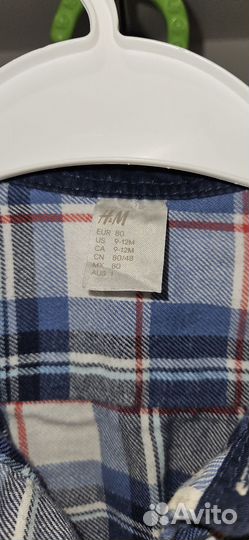 H&M
EUR 80
US 9-12M
CA 9-12M
CN 80/48
MX 80
AUS 1
Avito